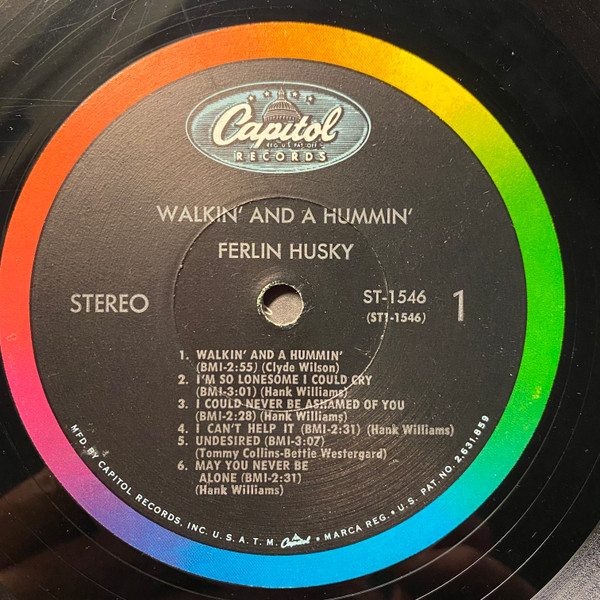 Capitol
REG. U.S. PAT. OFF.
RECORDS
WALKIN' AND A HUMMIN'
FERLIN HUSKY
STEREO
ST-1546
(ST1-1546)
1
1. WALKIN' AND A HUMMIN'
(BMI-2:55) (Clyde Wilson)
2. I'M SO LONESOME I COULD CRY
(BMI-3:01) (Hank Williams)
3. I COULD NEVER BE ASHAMED OF YOU
(BMI-2:28) (Hank Williams)
4. I CAN'T HELP IT (BMI-2:31) (Hank Williams)
5. UNDESIRED (BMI-3:07)
(Tommy Collins-Bettie Westergard)
6. MAY YOU NEVER BE
ALONE (BMI-2:31)
(Hank Williams)
MFD. BY CAPITOL RECORDS, INC. U.S.A. T.M. Capitol • MARCA REG. • U.S. PAT. NO. 2,631,859